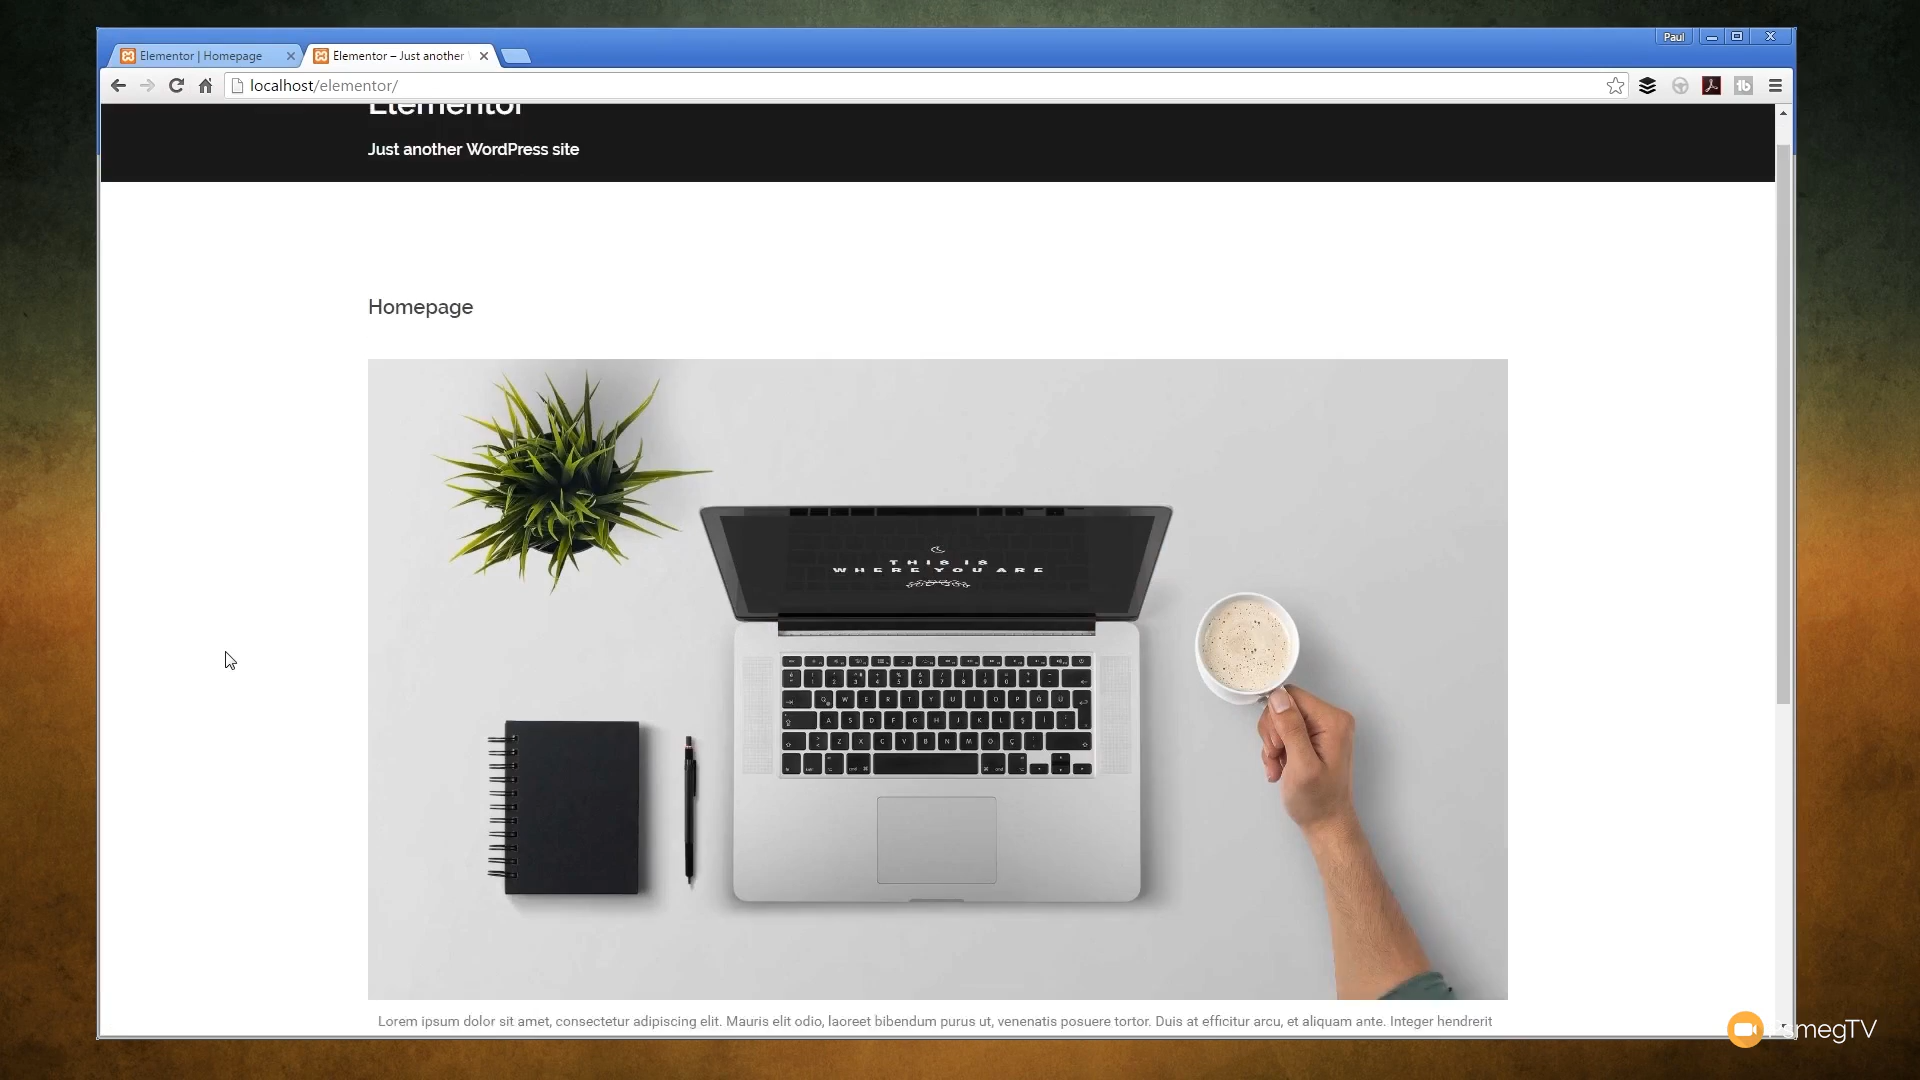 Paul
Elementor | Homepage
Elementor – Just another
localhost/elementor/
Elementor
Just another WordPress site
Homepage
THIS IS
WHERE YOU ARE
Lorem ipsum dolor sit amet, consectetur adipiscing elit. Mauris elit odio, laoreet bibendum purus ut, venenatis posuere tortor. Duis at efficitur arcu, et aliquam ante. Integer hendrerit
PsmegTV